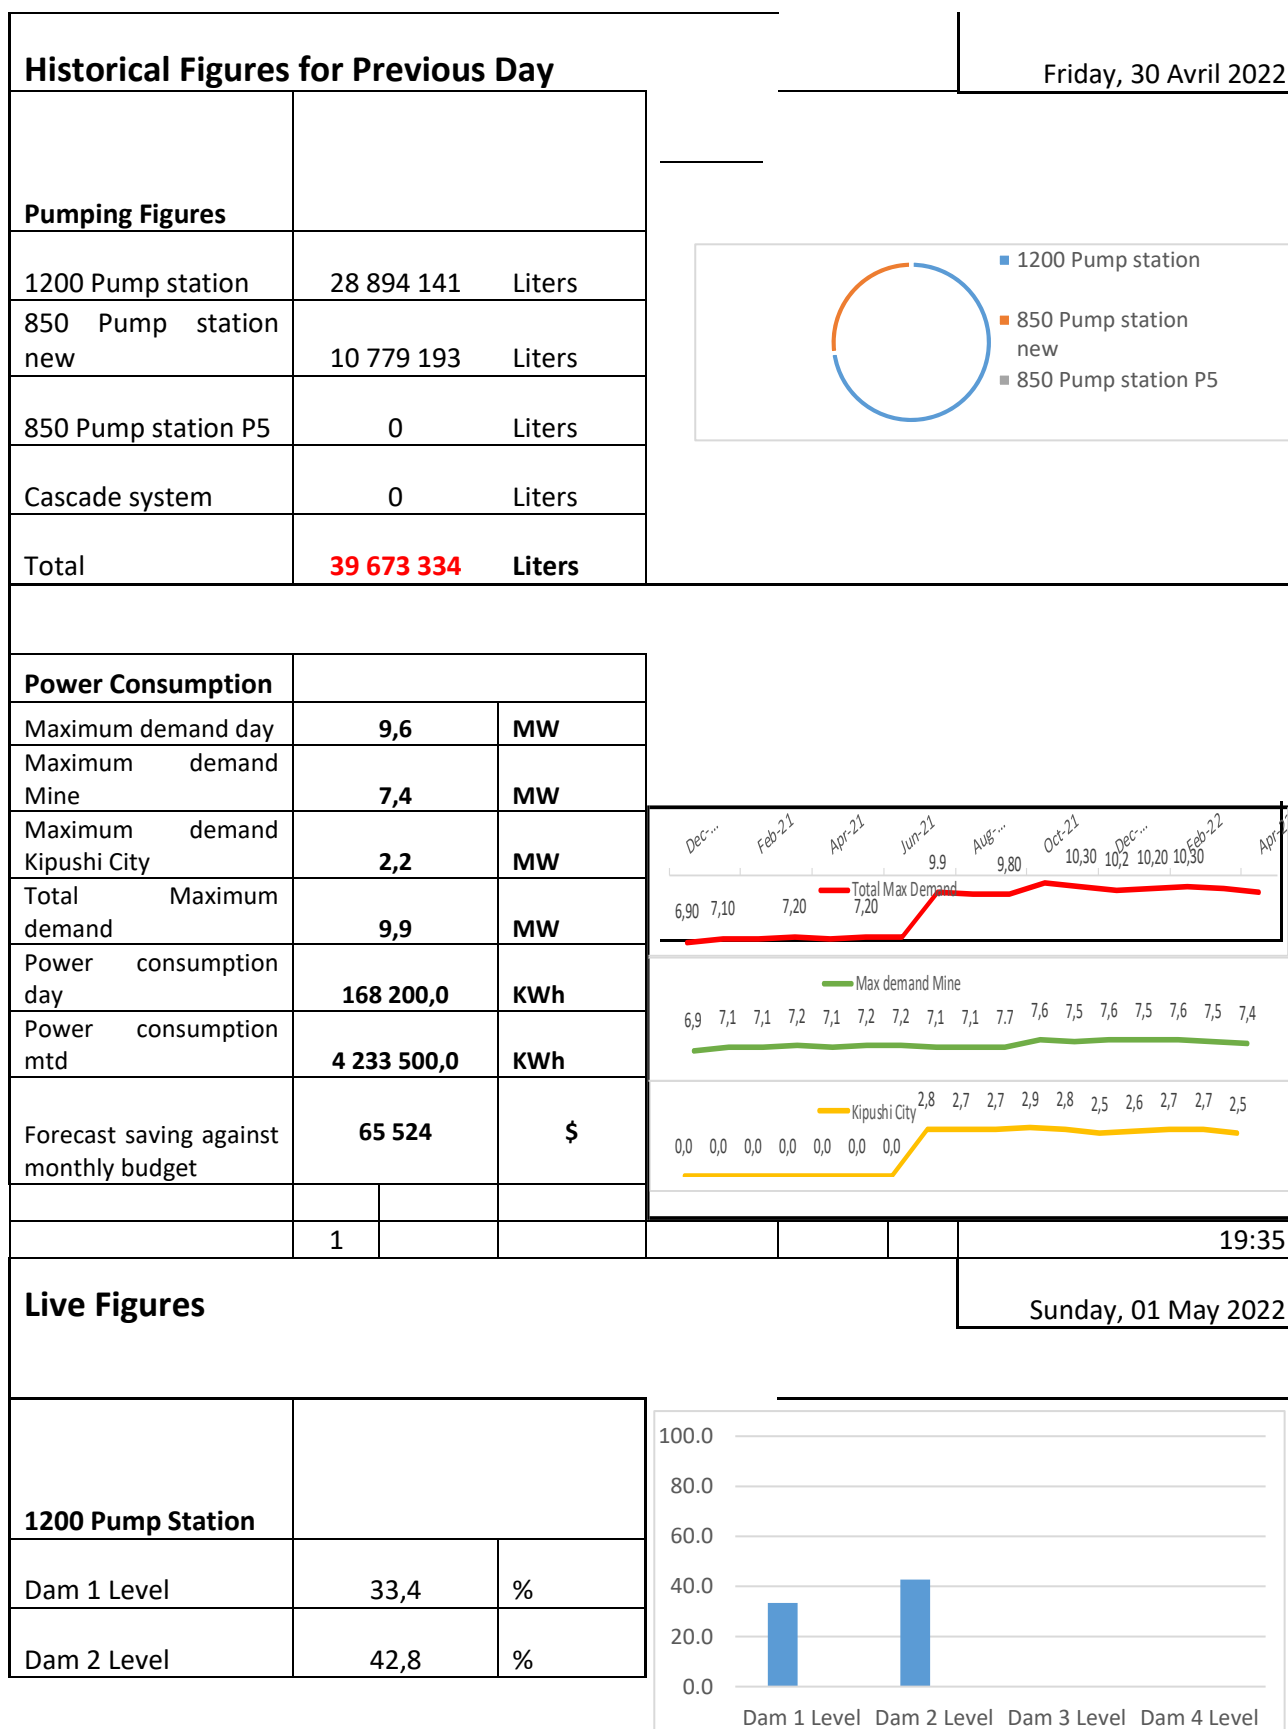 Historical Figures for Previous Day
Friday, 30 Avril 2022
Pumping Figures
1200 Pump station 28 894 141 Liters
850 Pump station
new 10 779 193 Liters
850 Pump station P5 0 Liters
Cascade system 0 Liters
Total 39 673 334 Liters
1200 Pump station
850 Pump station
new
850 Pump station P5
Power Consumption
Maximum demand day 9,6 MW
Maximum demand
Mine 7,4 MW
Maximum demand
Kipushi City 2,2 MW
Total Maximum
demand 9,9 MW
Power consumption
day 168 200,0 KWh
Power consumption
mtd 4 233 500,0 KWh
Forecast saving against
monthly budget 65 524 $
Dec-... Feb-21 Apr-21 Jun-21 Aug-... Oct-21 Dec-... Feb-22
6,90 7,10 7,20 7,20 9.9 9,80 10,30 10,2 10,20 10,30
Total Max Demand
Max demand Mine
6,9 7,1 7,1 7,2 7,1 7,2 7,2 7,1 7,1 7.7 7,6 7,5 7,6 7,5 7,6 7,5 7,4
Kipushi City
0,0 0,0 0,0 0,0 0,0 0,0 0,0 2,8 2,7 2,7 2,9 2,8 2,5 2,6 2,7 2,7 2,5
1 19:35
Live Figures
Sunday, 01 May 2022
1200 Pump Station
Dam 1 Level 33,4 %
Dam 2 Level 42,8 %
100.0
80.0
60.0
40.0
20.0
0.0
Dam 1 Level Dam 2 Level Dam 3 Level Dam 4 Level